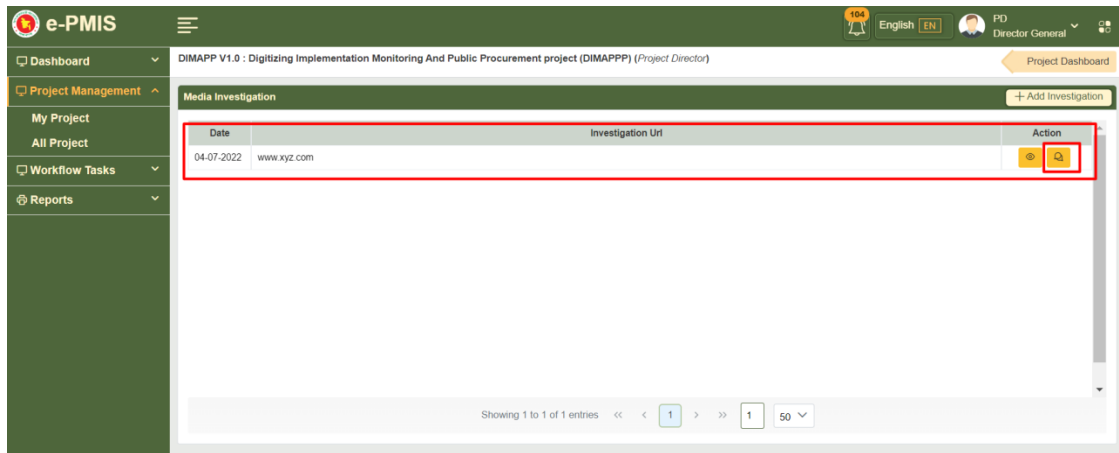 e-PMIS
104
English EN
PD
Director General
Dashboard
Project Management
My Project
All Project
Workflow Tasks
Reports
DIMAPP V1.0 : Digitizing Implementation Monitoring And Public Procurement project (DIMAPPP) (Project Director)
Project Dashboard
Media Investigation
+ Add Investigation
Date Investigation Url Action
04-07-2022 www.xyz.com
Showing 1 to 1 of 1 entries << < 1 > >> 1 50